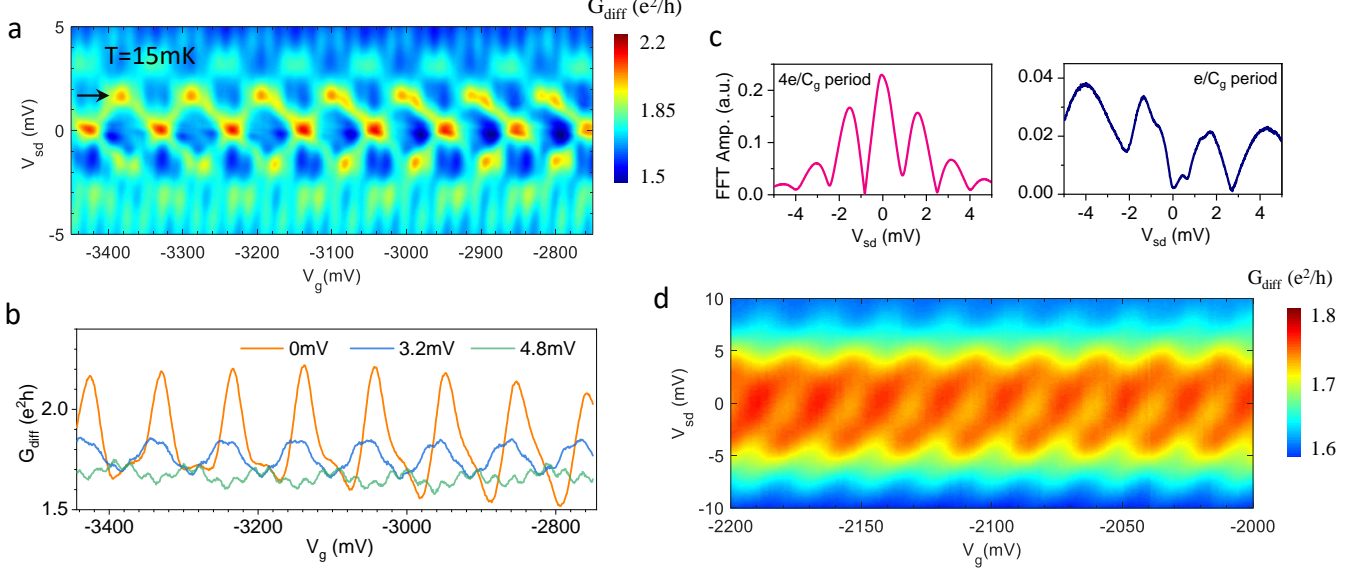 a
G_diff (e²/h)
T=15mK
5
0
-5
V_sd (mV)
-3400 -3300 -3200 -3100 -3000 -2900 -2800
V_g(mV)
2.2
1.85
1.5
b
0mV 3.2mV 4.8mV
2.0
1.5
G_diff (e²h)
-3400 -3200 -3000 -2800
V_g (mV)
c
4e/C_g period
0.2
0.1
0.0
FFT Amp. (a.u.)
-4 -2 0 2 4
V_sd (mV)
e/C_g period
0.04
0.02
0.00
-4 -2 0 2 4
V_sd (mV)
d
G_diff (e²/h)
10
5
0
-5
-10
V_sd (mV)
-2200 -2150 -2100 -2050 -2000
V_g(mV)
1.8
1.7
1.6